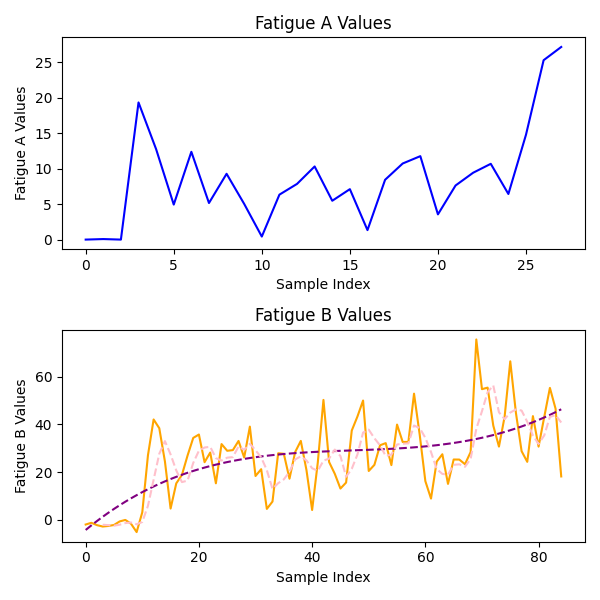 Fatigue A Values
Fatigue A Values
25
20
15
10
5
0
0 5 10 15 20 25
Sample Index
Fatigue B Values
Fatigue B Values
60
40
20
0
0 20 40 60 80
Sample Index